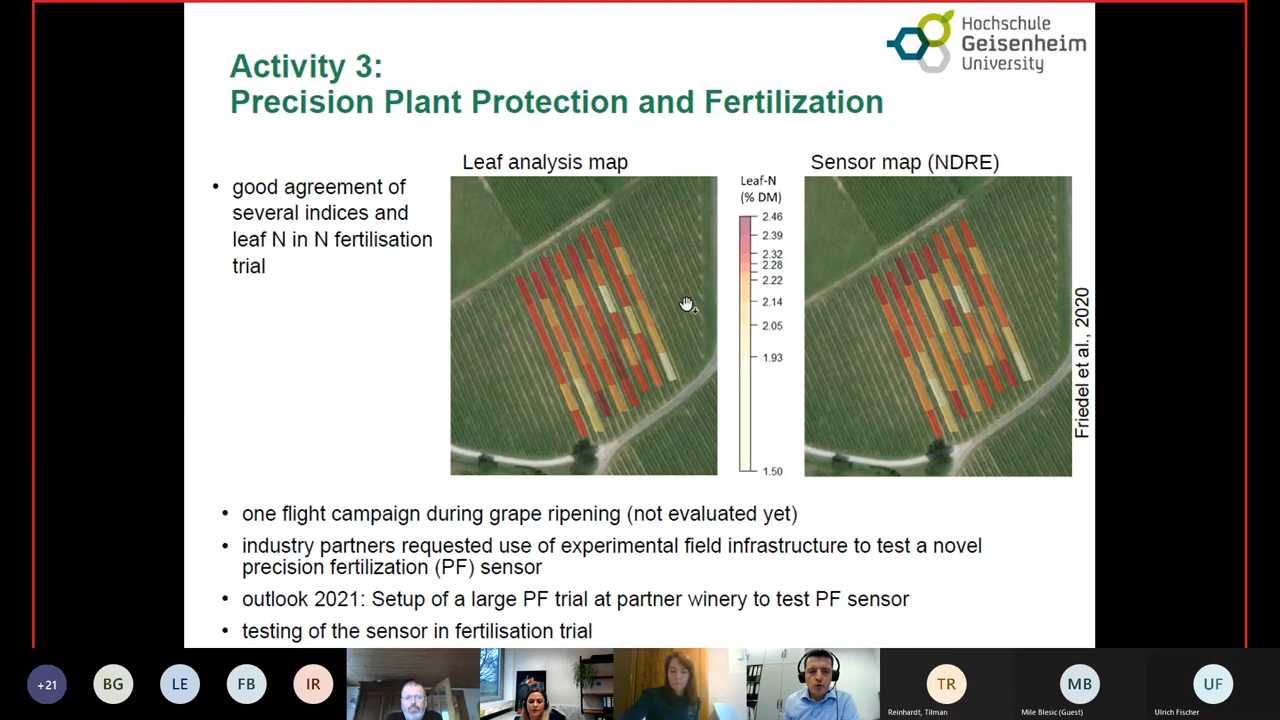 Hochschule
Geisenheim
University
Activity 3:
Precision Plant Protection and Fertilization
• good agreement of
several indices and
leaf N in N fertilisation
trial
Leaf analysis map
Leaf-N
(% DM)
2.46
2.39
2.32
2.28
2.22
2.14
2.05
1.93
1.50
Sensor map (NDRE)
Friedel et al., 2020
• one flight campaign during grape ripening (not evaluated yet)
• industry partners requested use of experimental field infrastructure to test a novel
precision fertilization (PF) sensor
• outlook 2021: Setup of a large PF trial at partner winery to test PF sensor
• testing of the sensor in fertilisation trial
+21
BG
LE
FB
IR
TR
Reinhardt, Tilman
MB
Mile Blesic (Guest)
UF
Ulrich Fischer